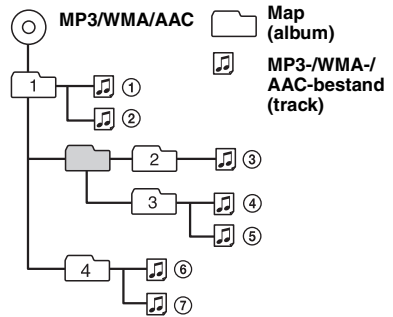 MP3/WMA/AAC
Map
(album)
MP3-/WMA-/
AAC-bestand
(track)
1
①
②
2
③
3
④
⑤
4
⑥
⑦